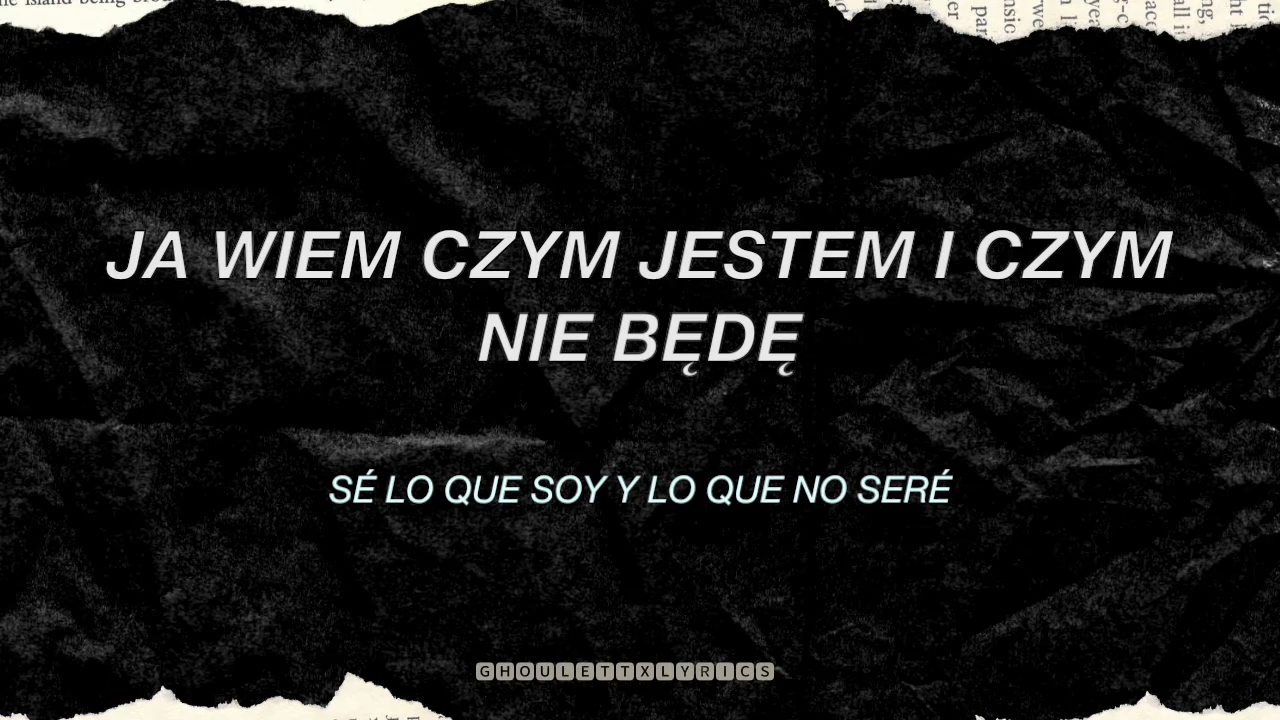 JA WIEM CZYM JESTEM I CZYM
NIE BĘDĘ
SÉ LO QUE SOY Y LO QUE NO SERÉ
GHOULETTXLYRICS